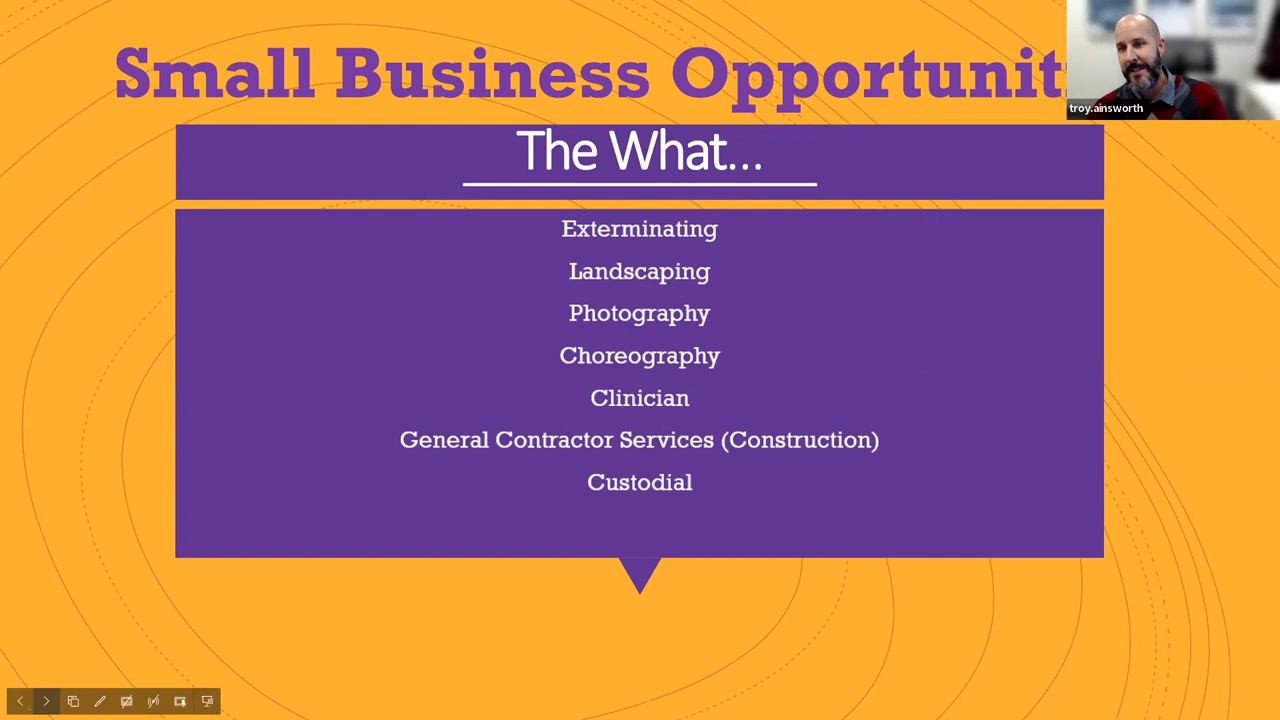 Small Business Opportunit
troy.ainsworth
The What...
Exterminating
Landscaping
Photography
Choreography
Clinician
General Contractor Services (Construction)
Custodial